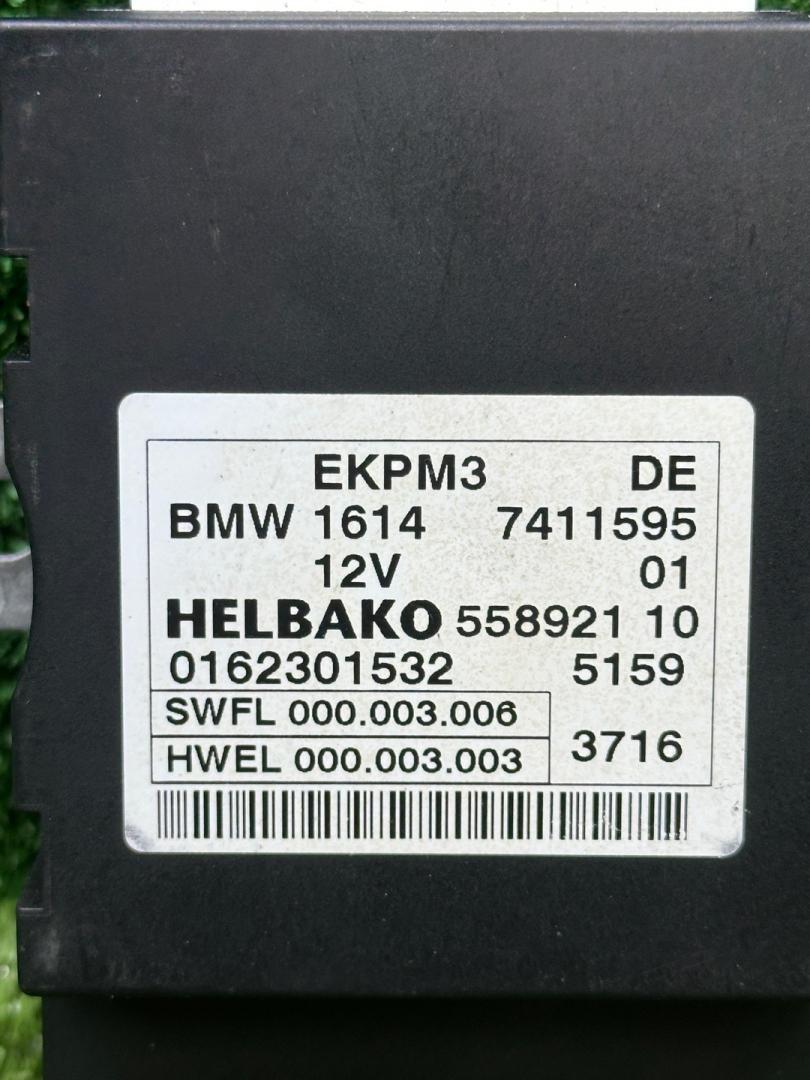 EKPM3 DE
BMW 1614 7411595
12V 01
HELBAKO 558921 10
0162301532 5159
SWFL 000.003.006
HWEL 000.003.003 3716